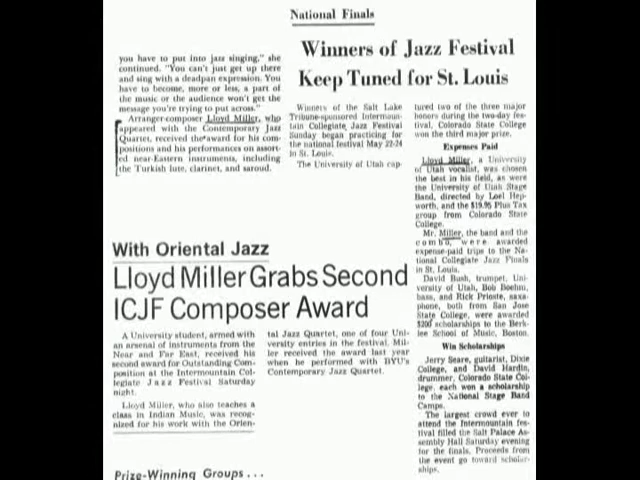 National Finals
Winners of Jazz Festival
Keep Tuned for St. Louis
you have to put into jazz singing," she
continued. "You can't just get up there
and sing with a deadpan expression. You
have to become, more or less, a part of
the music or the audience won't get the
message you're trying to put across."
Arranger-composer Lloyd Miller, who
appeared with the Contemporary Jazz
Quartet, received the award for his com-
positions and his performances on assort-
ed near-Eastern instruments, including
the Turkish lute, clarinet, and saroud.
Winners of the Salt Lake
Tribune-sponsored Intermoun-
tain Collegiate Jazz Festival
Sunday began practicing for
the national festival May 22-24
in St. Louis.
The University of Utah cap-
tured two of the three major
honors during the two-day fes-
tival, Colorado State College
won the third major prize.
Expenses Paid
Lloyd Miller, a University
of Utah vocalist, was chosen
the best in his field, as were
the University of Utah Stage
Band, directed by Loel Hep-
worth, and the $19.95 Plus Tax
group from Colorado State
College.
Mr. Miller, the band and the
combo, were awarded
expense-paid trips to the Na-
tional Collegiate Jazz Finals
in St. Louis.
David Bush, trumpet, Uni-
versity of Utah, Bob Boehm,
bass, and Rick Prioste, saxa-
phone, both from San Jose
State College, were awarded
$200 scholarships to the Berk-
lee School of Music, Boston.
Win Scholarships
Jerry Seare, guitarist, Dixie
College, and David Hardin,
drummer, Colorado State Col-
lege, each won a scholarship
to the National Stage Band
Camps.
The largest crowd ever to
attend the Intermountain fes-
tival filled the Salt Palace As-
sembly Hall Saturday evening
for the finals. Proceeds from
the event go toward scholar-
ships.
With Oriental Jazz
Lloyd Miller Grabs Second
ICJF Composer Award
A University student, armed with
an arsenal of instruments from the
Near and Far East, received his
second award for Outstanding Com-
position at the Intermountain Col-
legiate Jazz Festival Saturday
night.
Lloyd Miller, who also teaches a
class in Indian Music, was recog-
nized for his work with the Orien-
tal Jazz Quartet, one of four Uni-
versity entries in the festival. Mil-
ler received the award last year
when he performed with BYU's
Contemporary Jazz Quartet.
Prize-Winning Groups...